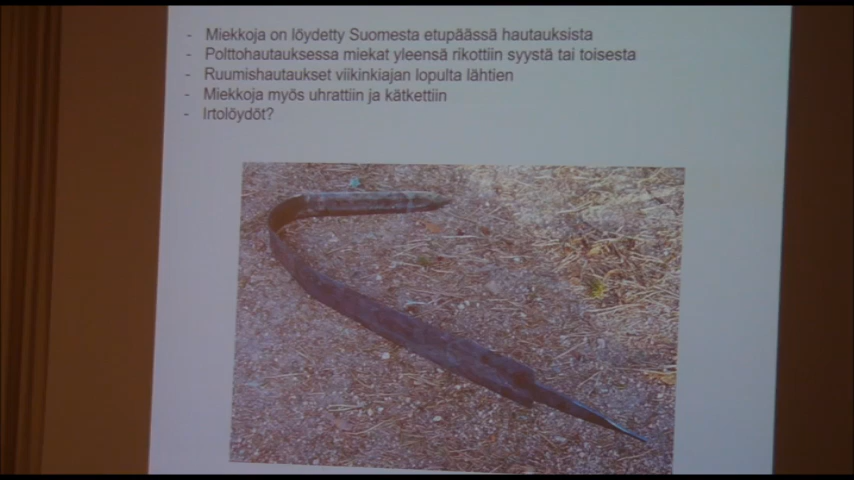 - Miekkoja on löydetty Suomesta etupäässä hautauksista
- Polttohautauksessa miekat yleensä rikottiin syystä tai toisesta
- Ruumishautaukset viikinkiajan lopulta lähtien
- Miekkoja myös uhrattiin ja kätkettiin
- Irtolöydöt?